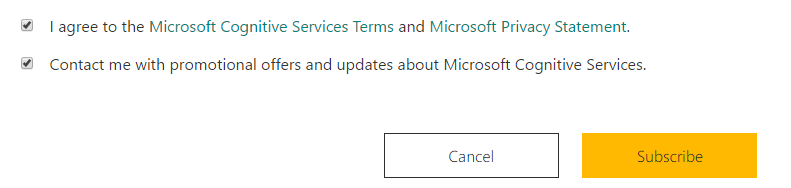 I agree to the Microsoft Cognitive Services Terms and Microsoft Privacy Statement.
Contact me with promotional offers and updates about Microsoft Cognitive Services.
Cancel Subscribe